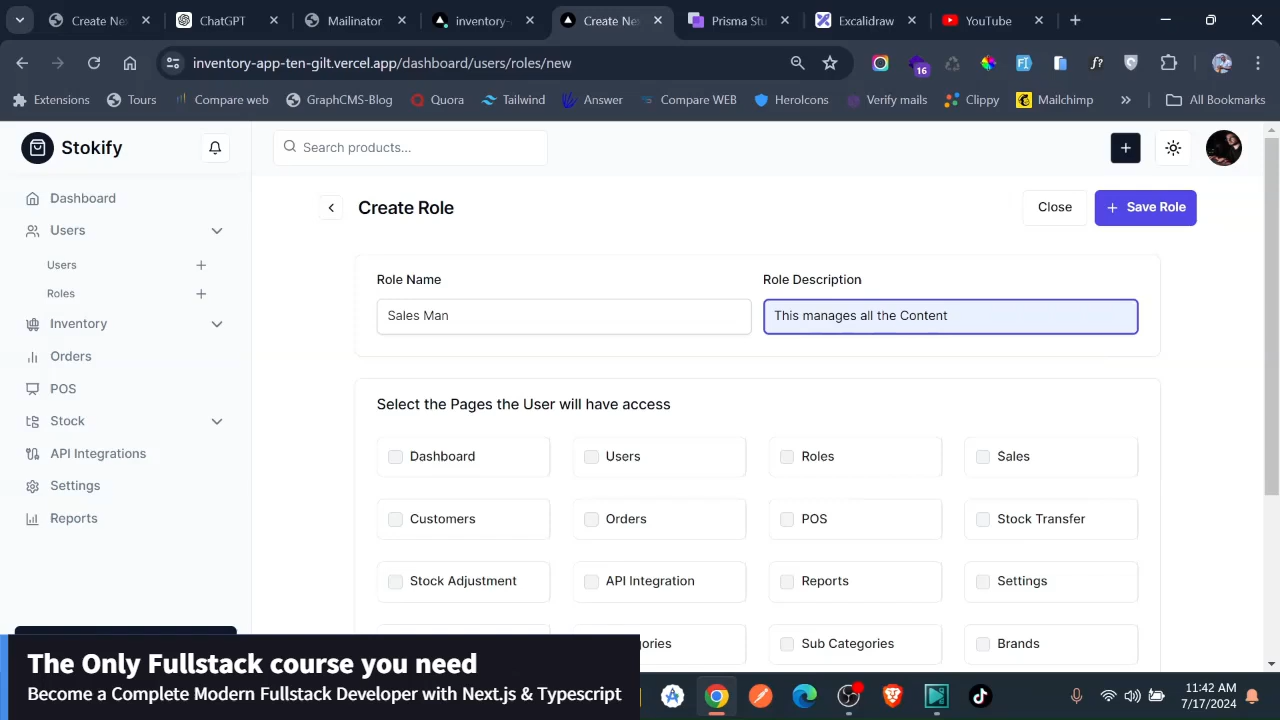 Create Ne
ChatGPT
Mailinator
inventory-
Create Ne
Prisma Stu
Excalidraw
YouTube
inventory-app-ten-gilt.vercel.app/dashboard/users/roles/new
16
Extensions
Tours
Compare web
GraphCMS-Blog
Quora
Tailwind
Answer
Compare WEB
HeroIcons
Verify mails
Clippy
Mailchimp
All Bookmarks
Stokify
Search products...
Dashboard
Users
Users
Roles
Inventory
Orders
POS
Stock
API Integrations
Settings
Reports
Create Role
Close
Save Role
Role Name
Role Description
Sales Man
This manages all the Content
Select the Pages the User will have access
Dashboard
Users
Roles
Sales
Customers
Orders
POS
Stock Transfer
Stock Adjustment
API Integration
Reports
Settings
ories
Sub Categories
Brands
The Only Fullstack course you need
Become a Complete Modern Fullstack Developer with Next.js & Typescript
11:42 AM
7/17/2024